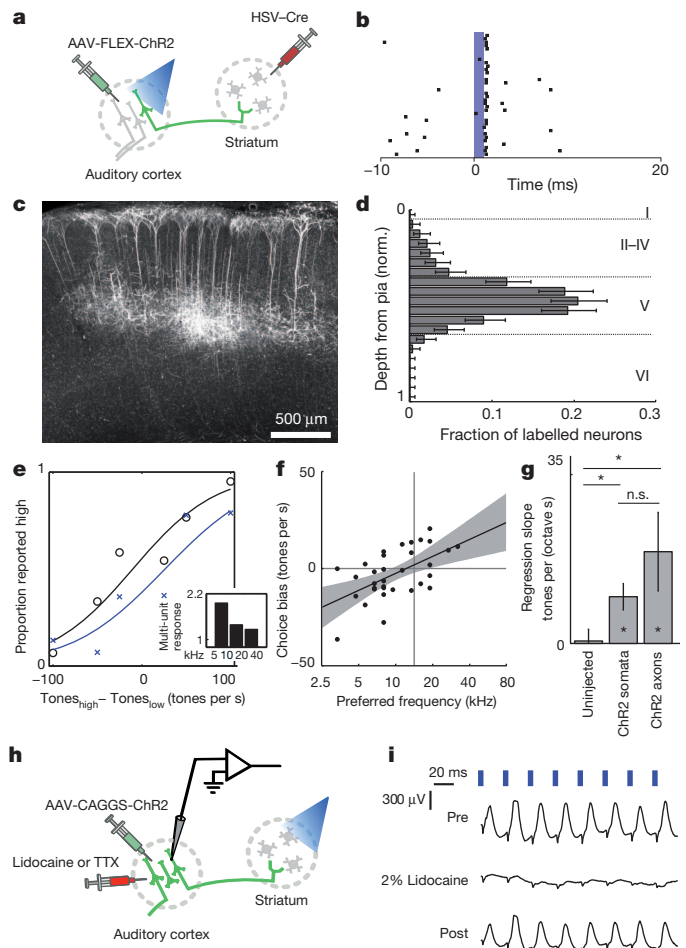 a
HSV–Cre
AAV-FLEX-ChR2
Striatum
Auditory cortex
b
–10 0 20
Time (ms)
c
500 μm
d
0
Depth from pia (norm.)
1
I
II–IV
V
VI
0 0.1 0.2 0.3
Fraction of labelled neurons
e
1
Proportion reported high
0
–100 0 100
Tones high – Tones low (tones per s)
2.2
Multi-unit response
1
kHz 5 10 20 40
f
50
Choice bias (tones per s)
0
–50
2.5 5 10 20 40 80
Preferred frequency (kHz)
g
35
Regression slope
tones per (octave s)
0
*
* n.s.
* *
Uninjected
ChR2 somata
ChR2 axons
h
AAV-CAGGS-ChR2
Lidocaine or TTX
Striatum
Auditory cortex
i
20 ms
300 μV
Pre
2% Lidocaine
Post